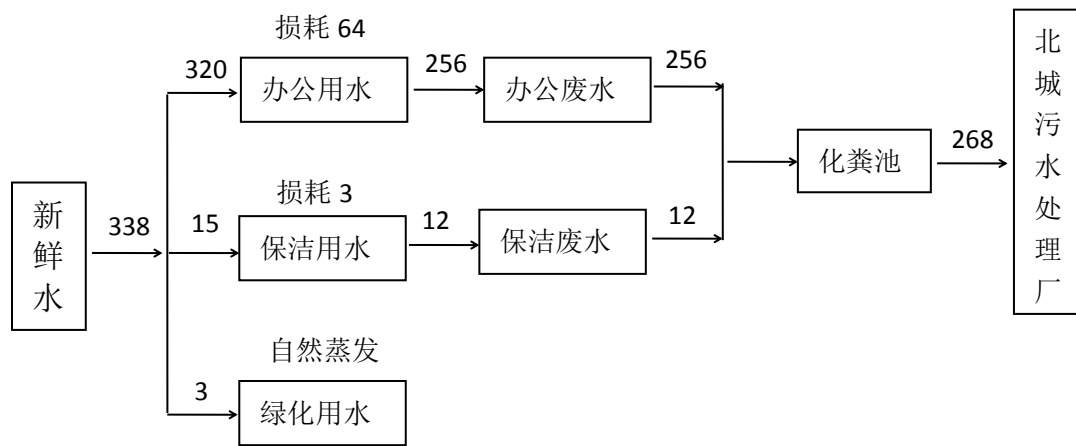 损耗 64
320
办公用水
256
办公废水
256
新鲜水
338
损耗 3
15
保洁用水
12
保洁废水
12
自然蒸发
3
绿化用水
化粪池
268
北城污水处理厂